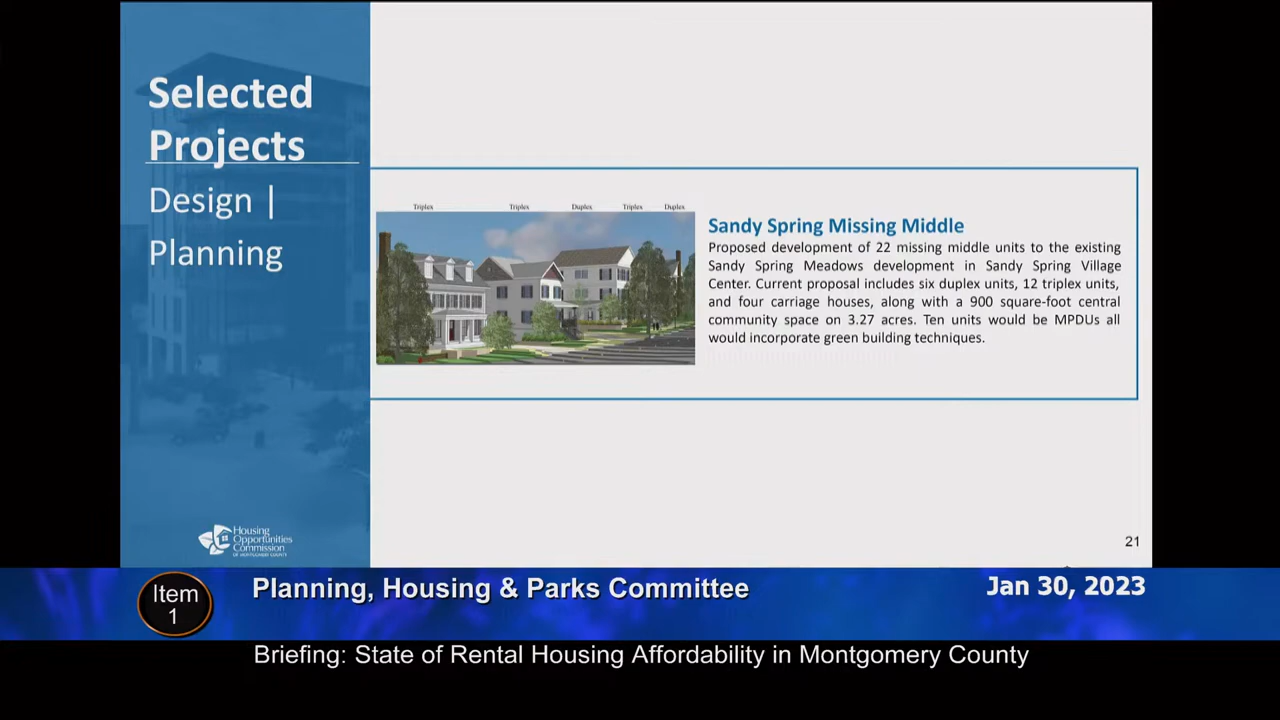 Selected
Projects
Design |
Planning
Triplex Triplex Duplex Triplex Duplex
Sandy Spring Missing Middle
Proposed development of 22 missing middle units to the existing
Sandy Spring Meadows development in Sandy Spring Village
Center. Current proposal includes six duplex units, 12 triplex units,
and four carriage houses, along with a 900 square-foot central
community space on 3.27 acres. Ten units would be MPDUs all
would incorporate green building techniques.
Housing
Opportunities
Commission
OF MONTGOMERY COUNTY
21
Item
1
Planning, Housing & Parks Committee
Jan 30, 2023
Briefing: State of Rental Housing Affordability in Montgomery County